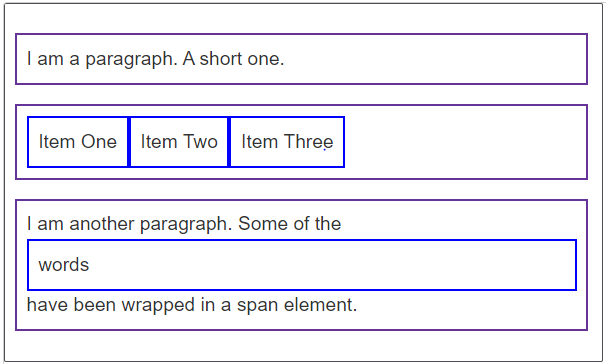 I am a paragraph. A short one.
Item One Item Two Item Three
I am another paragraph. Some of the
words
have been wrapped in a span element.